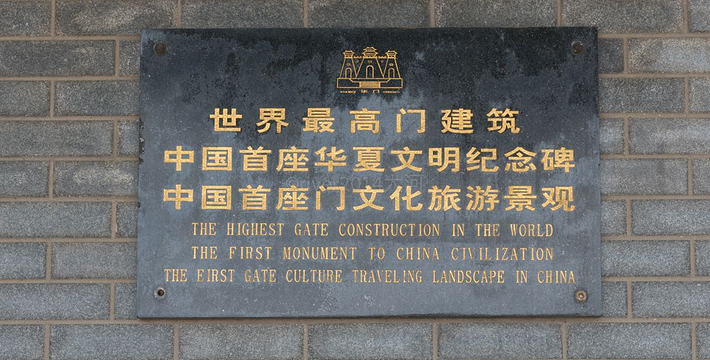 世界最高门建筑
中国首座华夏文明纪念碑
中国首座门文化旅游景观
THE HIGHEST GATE CONSTRUCTION IN THE WORLD
THE FIRST MONUMENT TO CHINA CIVILIZATION
THE FIRST GATE CULTURE TRAVELING LANDSCAPE IN CHINA